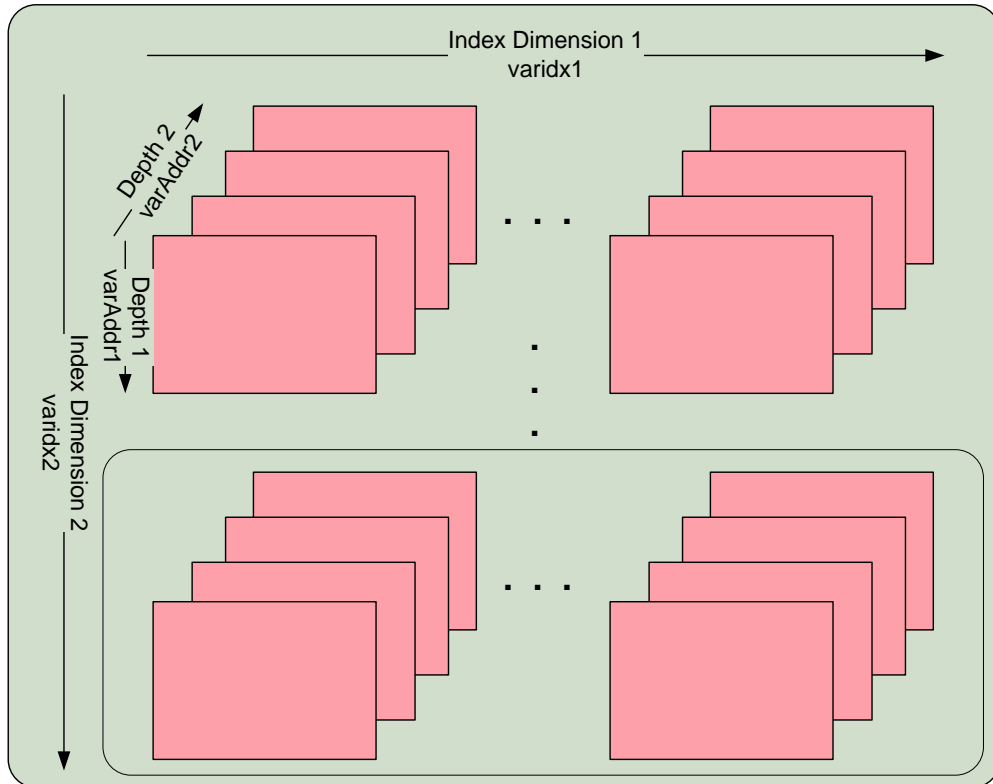 Index Dimension 1
varidx1
Depth 2
varAddr2
Depth 1
varAddr1
Index Dimension 2
varidx2
. . .
.
.
.
. . .